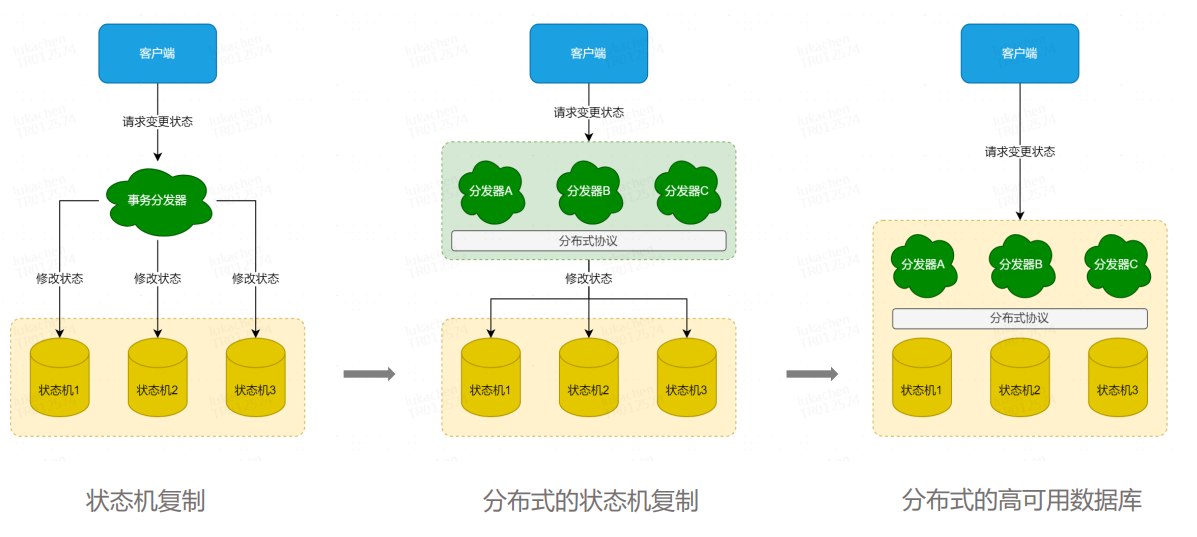 客户端
请求变更状态
事务分发器
修改状态
修改状态
修改状态
状态机1
状态机2
状态机3
状态机复制
客户端
请求变更状态
分发器A
分发器B
分发器C
分布式协议
修改状态
状态机1
状态机2
状态机3
分布式的状态机复制
客户端
请求变更状态
分发器A
分发器B
分发器C
分布式协议
状态机1
状态机2
状态机3
分布式的高可用数据库